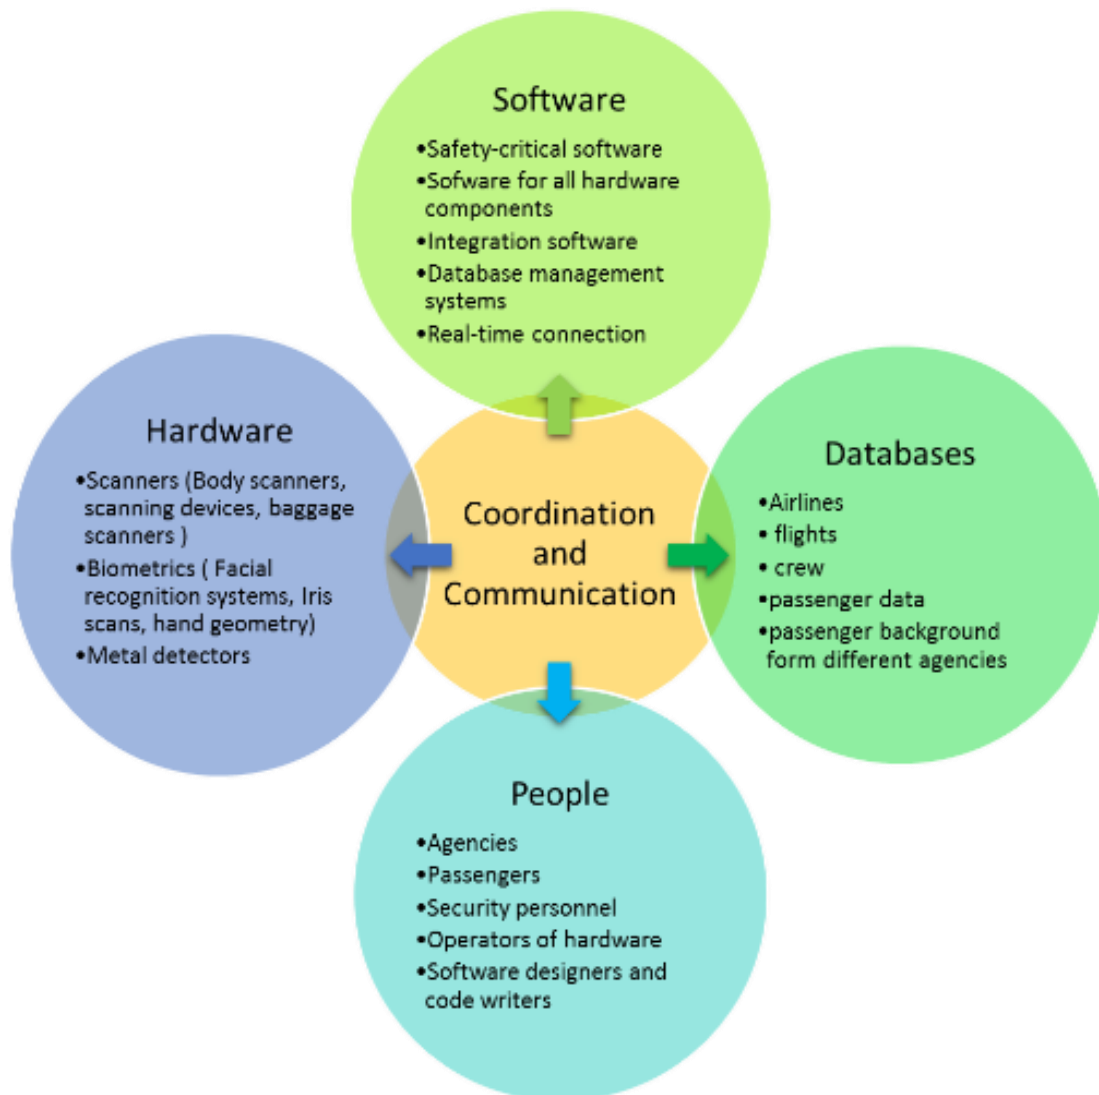 Software
•Safety-critical software
•Sofware for all hardware
components
•Integration software
•Database management
systems
•Real-time connection
Hardware
•Scanners (Body scanners,
scanning devices, baggage
scanners )
•Biometrics ( Facial
recognition systems, Iris
scans, hand geometry)
•Metal detectors
Coordination
and
Communication
Databases
•Airlines
• flights
• crew
•passenger data
•passenger background
form different agencies
People
•Agencies
•Passengers
•Security personnel
•Operators of hardware
•Software designers and
code writers